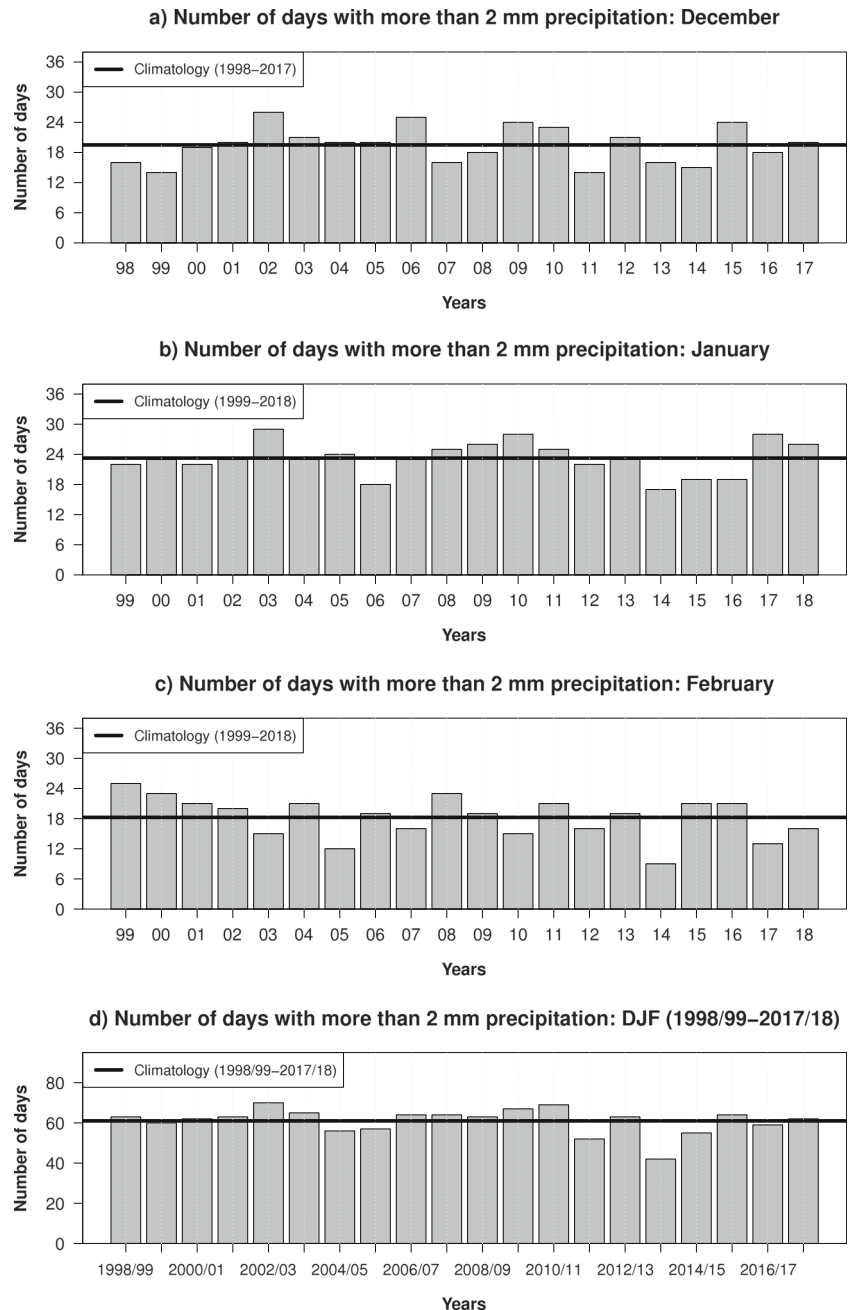 a) Number of days with more than 2 mm precipitation: December
Climatology (1998−2017)
Number of days
36
30
24
18
12
6
0
98 99 00 01 02 03 04 05 06 07 08 09 10 11 12 13 14 15 16 17
Years
b) Number of days with more than 2 mm precipitation: January
Climatology (1999−2018)
Number of days
36
30
24
18
12
6
0
99 00 01 02 03 04 05 06 07 08 09 10 11 12 13 14 15 16 17 18
Years
c) Number of days with more than 2 mm precipitation: February
Climatology (1999−2018)
Number of days
36
30
24
18
12
6
0
99 00 01 02 03 04 05 06 07 08 09 10 11 12 13 14 15 16 17 18
Years
d) Number of days with more than 2 mm precipitation: DJF (1998/99−2017/18)
Climatology (1998/99−2017/18)
Number of days
80
60
40
20
0
1998/99 2000/01 2002/03 2004/05 2006/07 2008/09 2010/11 2012/13 2014/15 2016/17
Years